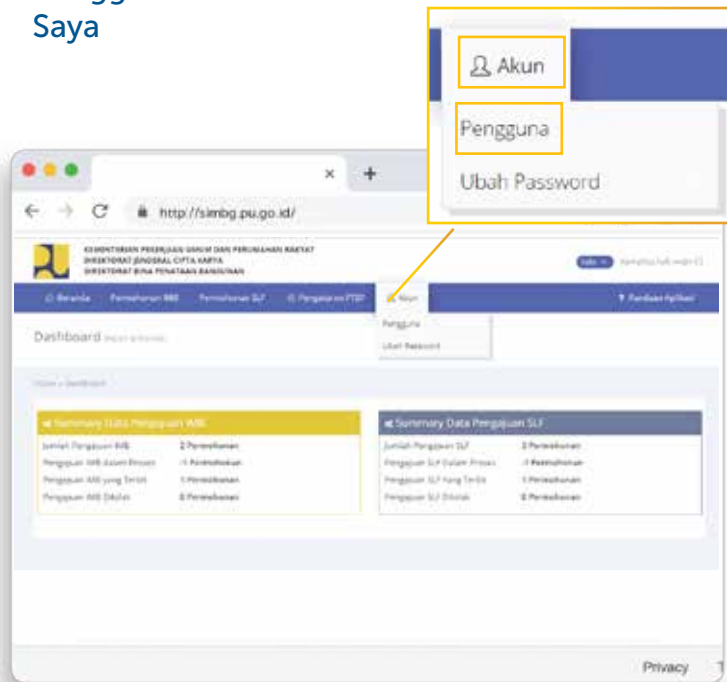 Saya
Akun
Pengguna
Ubah Password
http://simbg.pu.go.id/
KEMENTERIAN PEKERJAAN UMUM DAN PERUMAHAN RAKYAT
DIREKTORAT JENDERAL CIPTA KARYA
DIREKTORAT BINA PENATAAN BANGUNAN
Beranda Permohonan IMB Permohonan SLF Pengaturan PTSP Akun Panduan Aplikasi
Pengguna
Ubah Password
Dashboard
Home » Dashboard
Summary Data Pengajuan IMB
Jumlah Pengajuan IMB 2 Permohonan
Pengajuan IMB dalam Proses -1 Permohonan
Pengajuan IMB yang Terbit 1 Permohonan
Pengajuan IMB Ditolak 0 Permohonan
Summary Data Pengajuan SLF
Jumlah Pengajuan SLF 2 Permohonan
Pengajuan SLF Dalam Proses -1 Permohonan
Pengajuan SLF Yang Terbit 1 Permohonan
Pengajuan SLF Ditolak 0 Permohonan
Privacy